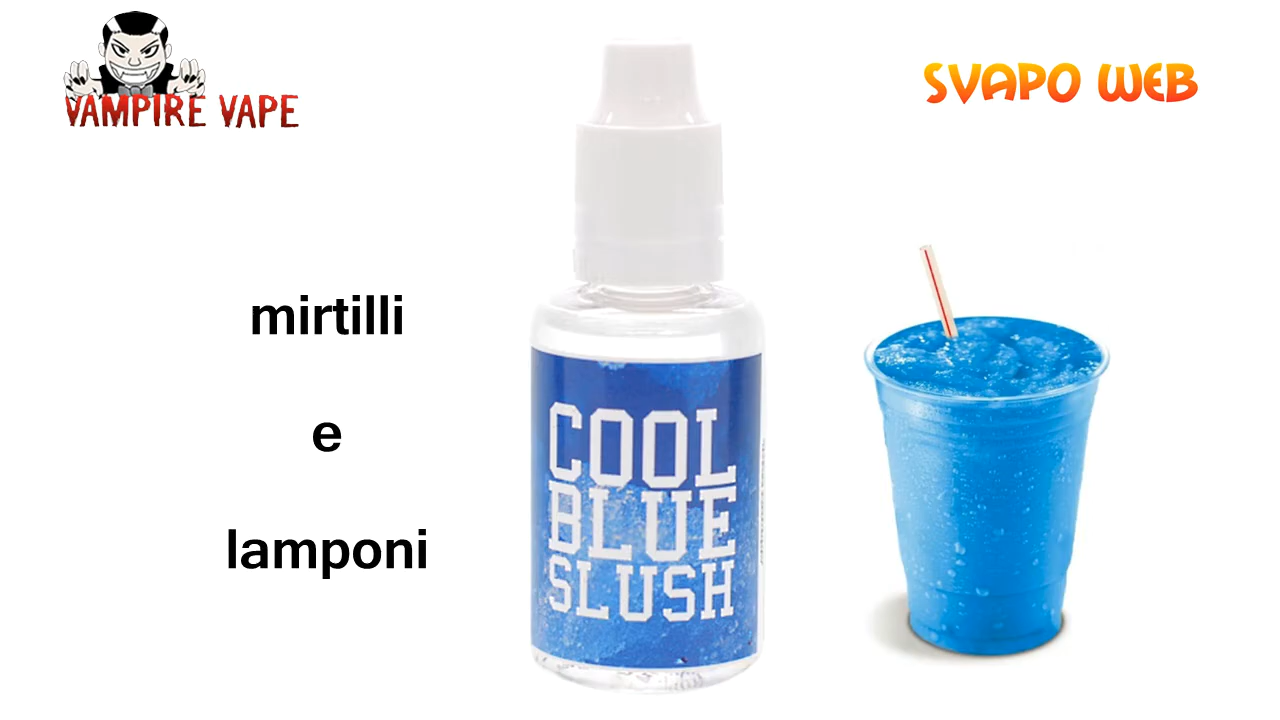 VAMPIRE VAPE
SVAPO WEB
mirtilli
e
lamponi
COOL
BLUE
SLUSH